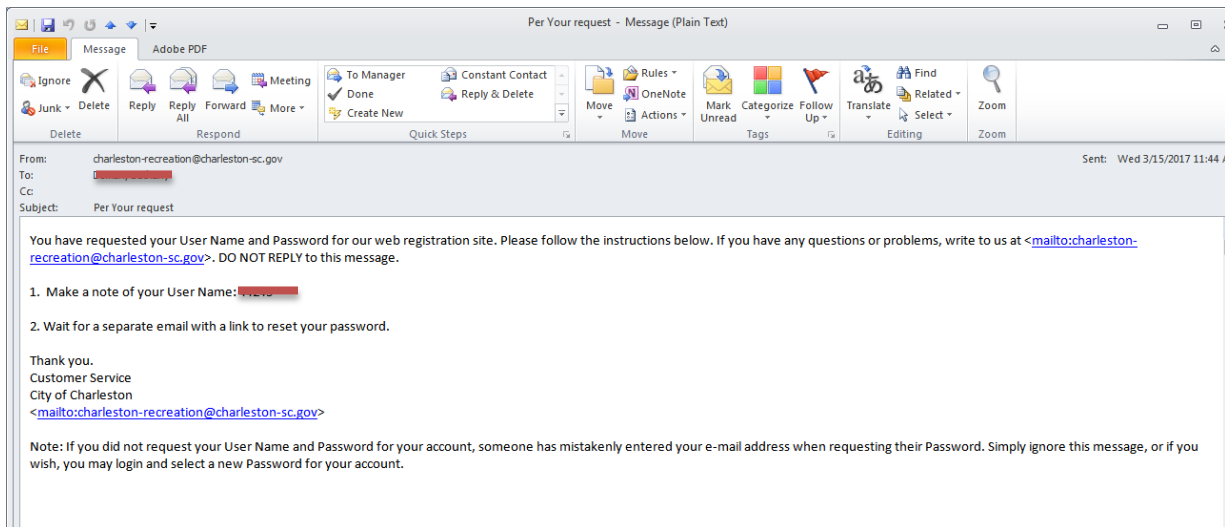 Per Your request - Message (Plain Text)
File Message Adobe PDF
Ignore
Junk
Delete
Delete
Reply
Reply All
Forward
Meeting
More
Respond
To Manager
Done
Create New
Constant Contact
Reply & Delete
Quick Steps
Move
Rules
OneNote
Actions
Move
Mark Unread
Categorize
Follow Up
Tags
Translate
Find
Related
Select
Editing
Zoom
Zoom
From: charleston-recreation@charleston-sc.gov
Sent: Wed 3/15/2017 11:44
To:
Cc:
Subject: Per Your request
You have requested your User Name and Password for our web registration site. Please follow the instructions below. If you have any questions or problems, write to us at <mailto:charleston-
recreation@charleston-sc.gov>. DO NOT REPLY to this message.
1. Make a note of your User Name:
2. Wait for a separate email with a link to reset your password.
Thank you.
Customer Service
City of Charleston
<mailto:charleston-recreation@charleston-sc.gov>
Note: If you did not request your User Name and Password for your account, someone has mistakenly entered your e-mail address when requesting their Password. Simply ignore this message, or if you
wish, you may login and select a new Password for your account.